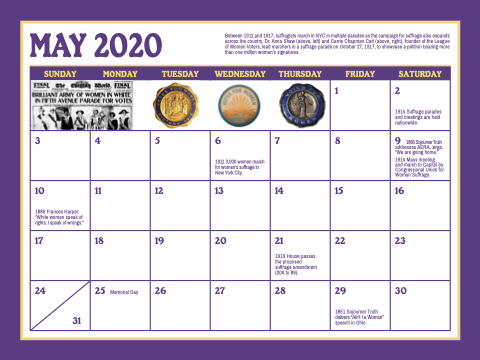 MAY 2020
Between 1911 and 1917, suffragists march in NYC in multiple parades as the campaign for suffrage also expands
across the country. Dr. Anna Shaw (above, left) and Carrie Chapman Catt (above, right), founder of the League
of Women Voters, lead marchers in a suffrage parade on October 27, 1917, to showcase a petition bearing more
than one million women's signatures.
SUNDAY MONDAY TUESDAY WEDNESDAY THURSDAY FRIDAY SATURDAY
FINAL The Evening World. FINAL
BRILLIANT ARMY OF WOMEN IN WHITE
IN FIFTH AVENUE PARADE FOR VOTES
1 2
1914 Suffrage parades
and meetings are held
nationwide.
3 4 5 6 7 8 9
1911 3,000 women march
for women's suffrage in
New York City.
1868 Sojourner Truth
addresses AERA, sings,
"We are going home."
1914 Mass meeting
and march to Capitol by
Congressional Union for
Woman Suffrage.
10 11 12 13 14 15 16
1866 Frances Harper:
"White women speak of
rights; I speak of wrongs."
17 18 19 20 21 22 23
1919 House passes
the proposed
suffrage amendment
(304 to 89).
24 31 25 Memorial Day 26 27 28 29 30
1851 Sojourner Truth
delivers "Ain't I a Woman"
speech in Ohio.